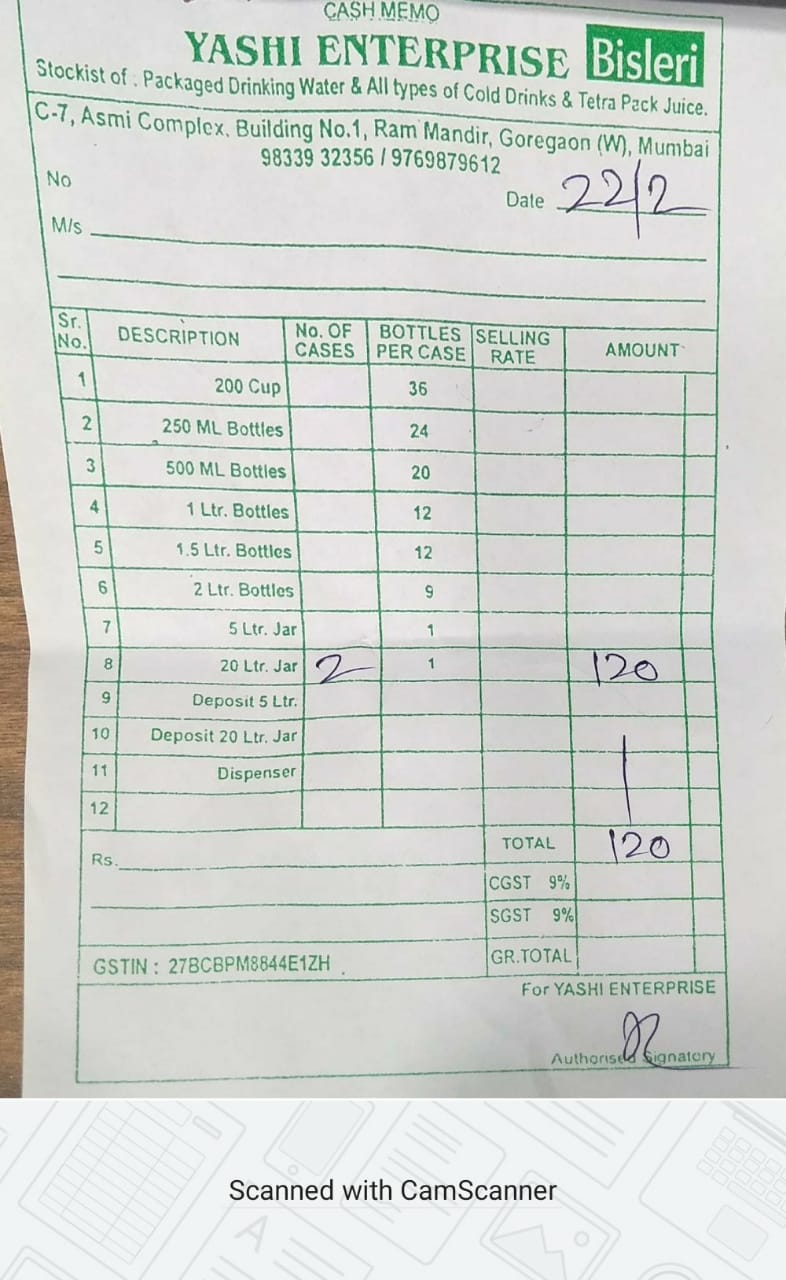 CASH MEMO
YASHI ENTERPRISE Bisleri
Stockist of : Packaged Drinking Water & All types of Cold Drinks & Tetra Pack Juice.
C-7, Asmi Complex, Building No.1, Ram Mandir, Goregaon (W), Mumbai
98339 32356 / 9769879612
No
Date 22/2
M/s
Sr. No. DESCRIPTION No. OF CASES BOTTLES PER CASE SELLING RATE AMOUNT
1 200 Cup 36
2 250 ML Bottles 24
3 500 ML Bottles 20
4 1 Ltr. Bottles 12
5 1.5 Ltr. Bottles 12
6 2 Ltr. Bottles 9
7 5 Ltr. Jar 1
8 20 Ltr. Jar 2 1 120
9 Deposit 5 Ltr.
10 Deposit 20 Ltr. Jar
11 Dispenser
12
TOTAL 120
Rs.
CGST 9%
SGST 9%
GR.TOTAL
GSTIN : 27BCBPM8844E1ZH
For YASHI ENTERPRISE
Authorised Signatory
Scanned with CamScanner